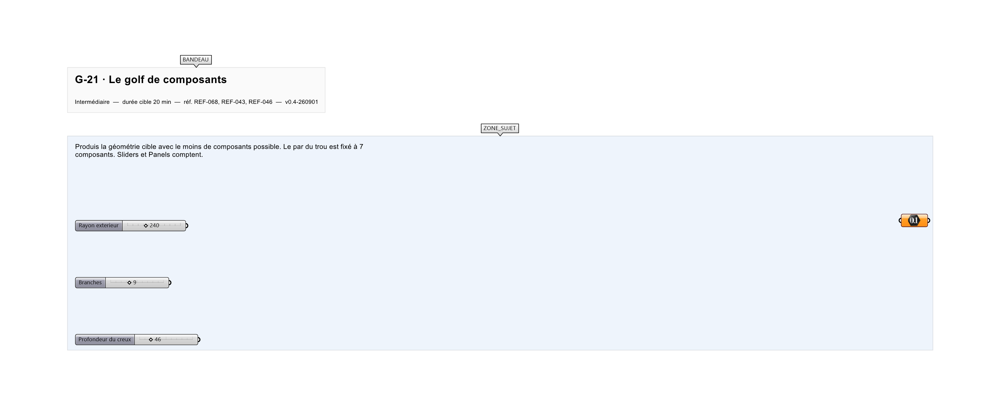 BANDEAU
G-21 · Le golf de composants
Intermédiaire — durée cible 20 min — réf. REF-068, REF-043, REF-046 — v0.4-260901
ZONE_SUJET
Produis la géométrie cible avec le moins de composants possible. Le par du trou est fixé à 7
composants. Sliders et Panels comptent.
0.1
Rayon exterieur 240
Branches 9
Profondeur du creux 46